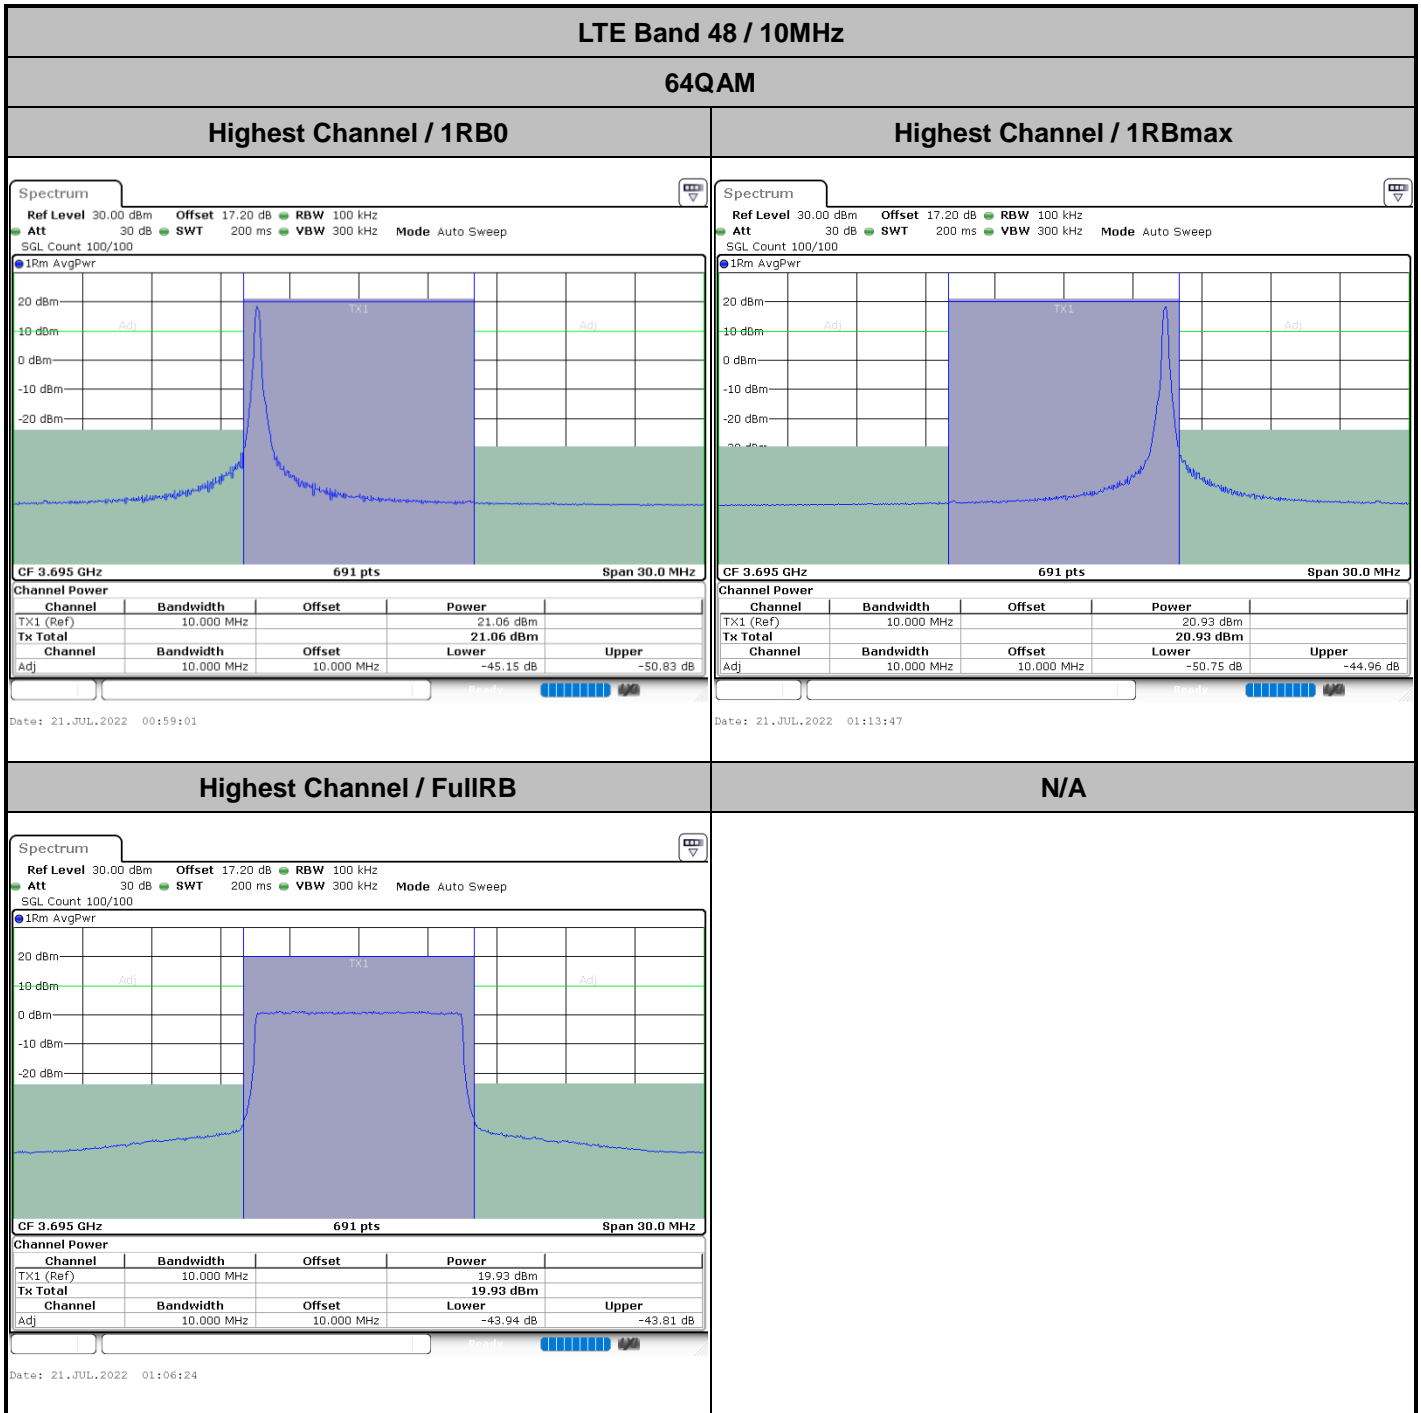 LTE Band 48 / 10MHz
64QAM
Highest Channel / 1RB0
Highest Channel / 1RBmax
Spectrum
Ref Level 30.00 dBm Offset 17.20 dB RBW 100 kHz
Att 30 dB SWT 200 ms VBW 300 kHz Mode Auto Sweep
SGL Count 100/100
1Rm AvgPwr
20 dBm
TX1
Adj
Adj
10 dBm
0 dBm
-10 dBm
-20 dBm
CF 3.695 GHz 691 pts Span 30.0 MHz
Channel Power
Channel Bandwidth Offset Power
TX1 (Ref) 10.000 MHz 21.06 dBm
Tx Total 21.06 dBm
Channel Bandwidth Offset Lower Upper
Adj 10.000 MHz 10.000 MHz -45.15 dB -50.83 dB
Ready
Date: 21.JUL.2022 00:59:01
Spectrum
Ref Level 30.00 dBm Offset 17.20 dB RBW 100 kHz
Att 30 dB SWT 200 ms VBW 300 kHz Mode Auto Sweep
SGL Count 100/100
1Rm AvgPwr
20 dBm
TX1
Adj
Adj
10 dBm
0 dBm
-10 dBm
-20 dBm
CF 3.695 GHz 691 pts Span 30.0 MHz
Channel Power
Channel Bandwidth Offset Power
TX1 (Ref) 10.000 MHz 20.93 dBm
Tx Total 20.93 dBm
Channel Bandwidth Offset Lower Upper
Adj 10.000 MHz 10.000 MHz -50.75 dB -44.96 dB
Ready
Date: 21.JUL.2022 01:13:47
Highest Channel / FullRB
N/A
Spectrum
Ref Level 30.00 dBm Offset 17.20 dB RBW 100 kHz
Att 30 dB SWT 200 ms VBW 300 kHz Mode Auto Sweep
SGL Count 100/100
1Rm AvgPwr
20 dBm
TX1
Adj
Adj
10 dBm
0 dBm
-10 dBm
-20 dBm
CF 3.695 GHz 691 pts Span 30.0 MHz
Channel Power
Channel Bandwidth Offset Power
TX1 (Ref) 10.000 MHz 19.93 dBm
Tx Total 19.93 dBm
Channel Bandwidth Offset Lower Upper
Adj 10.000 MHz 10.000 MHz -43.94 dB -43.81 dB
Ready
Date: 21.JUL.2022 01:06:24